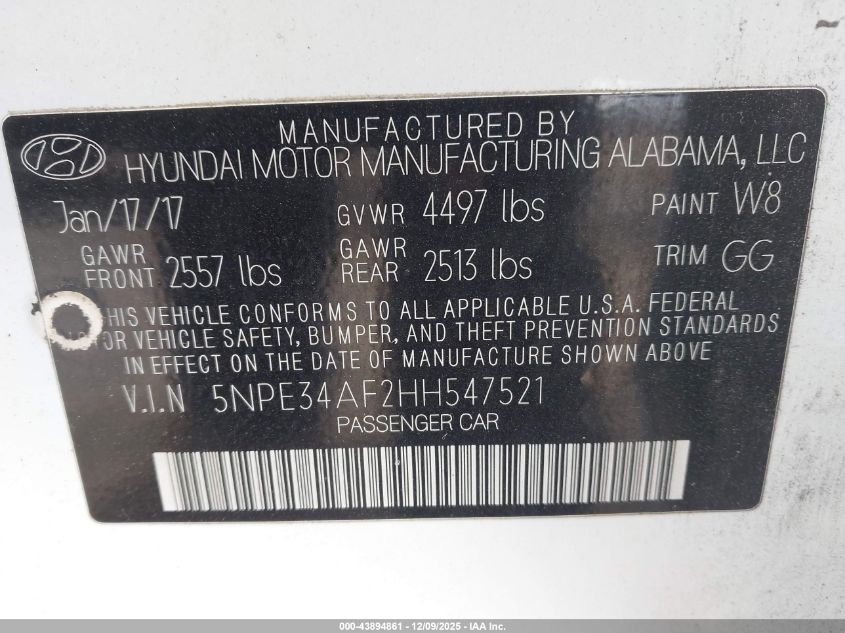 MANUFACTURED BY
HYUNDAI MOTOR MANUFACTURING ALABAMA, LLC
Jan/17/17 GVWR 4497 lbs PAINT W8
GAWR FRONT 2557 lbs GAWR REAR 2513 lbs TRIM GG
HIS VEHICLE CONFORMS TO ALL APPLICABLE U.S.A. FEDERAL
OR VEHICLE SAFETY, BUMPER, AND THEFT PREVENTION STANDARDS
IN EFFECT ON THE DATE OF MANUFACTURE SHOWN ABOVE
V.I.N 5NPE34AF2HH547521
PASSENGER CAR
000-43894861 - 12/09/2025 - IAA Inc.